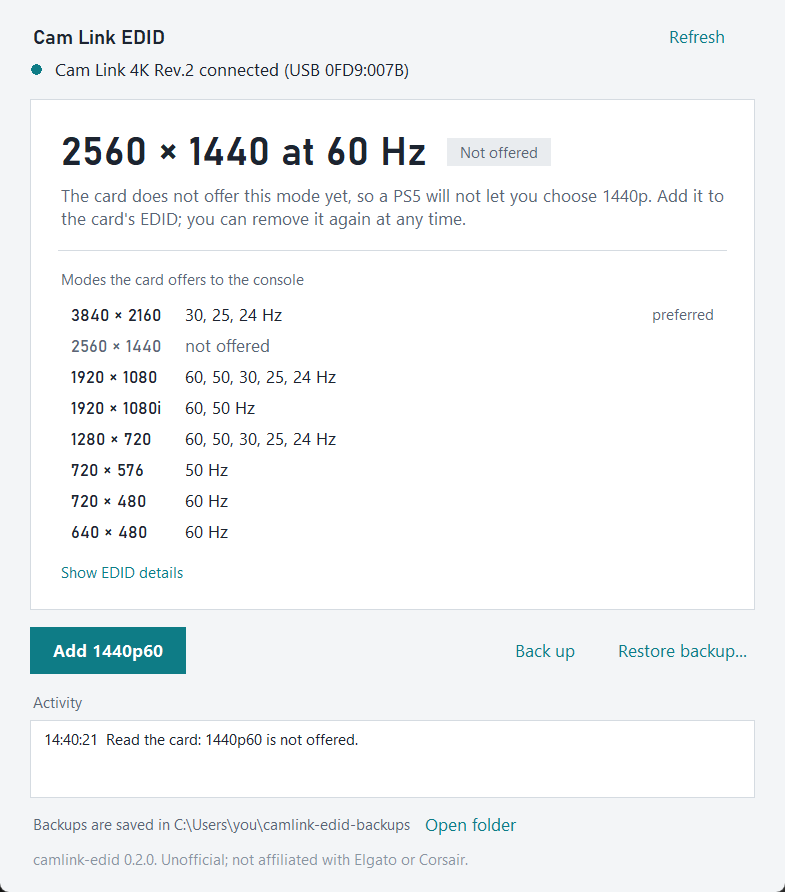 Cam Link EDID
Refresh
Cam Link 4K Rev.2 connected (USB 0FD9:007B)
2560 × 1440 at 60 Hz
Not offered
The card does not offer this mode yet, so a PS5 will not let you choose 1440p. Add it to
the card's EDID; you can remove it again at any time.
Modes the card offers to the console
3840 × 2160 30, 25, 24 Hz preferred
2560 × 1440 not offered
1920 × 1080 60, 50, 30, 25, 24 Hz
1920 × 1080i 60, 50 Hz
1280 × 720 60, 50, 30, 25, 24 Hz
720 × 576 50 Hz
720 × 480 60 Hz
640 × 480 60 Hz
Show EDID details
Add 1440p60
Back up
Restore backup...
Activity
14:40:21 Read the card: 1440p60 is not offered.
Backups are saved in C:\Users\you\camlink-edid-backups Open folder
camlink-edid 0.2.0. Unofficial; not affiliated with Elgato or Corsair.